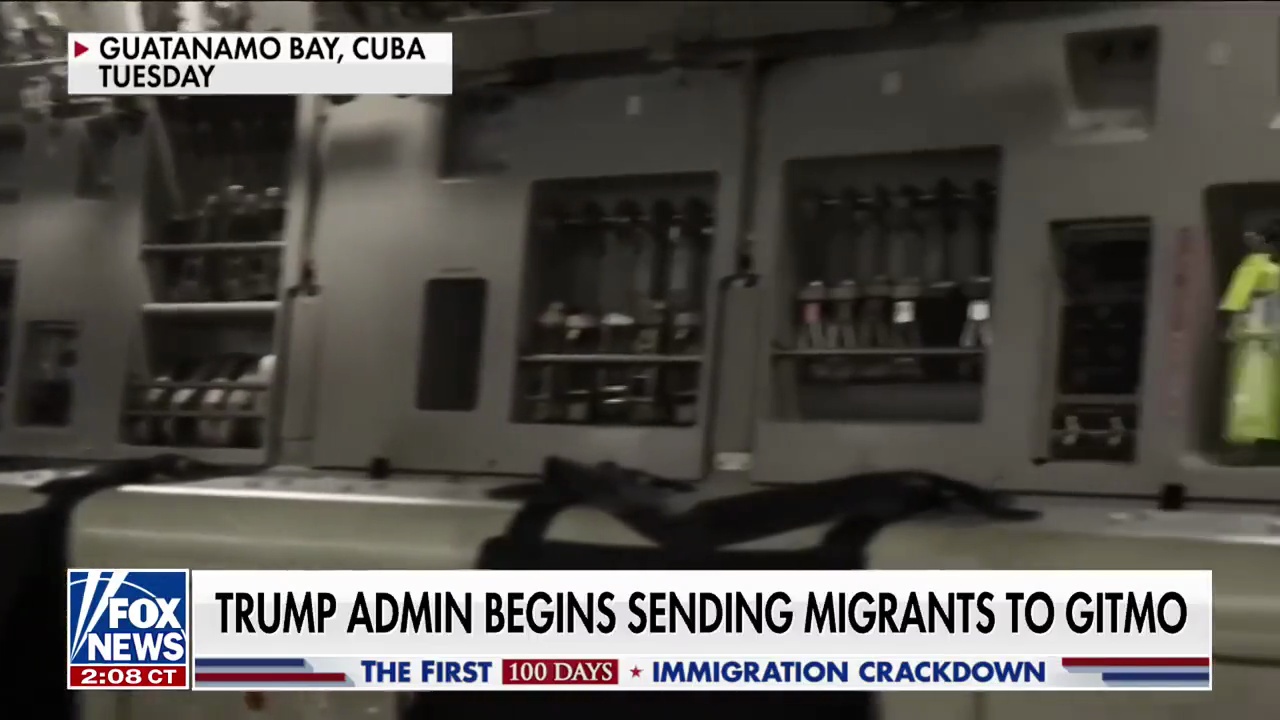 GUATANAMO BAY, CUBA
TUESDAY
FOX
NEWS
2:08 CT
TRUMP ADMIN BEGINS SENDING MIGRANTS TO GITMO
THE FIRST 100 DAYS IMMIGRATION CRACKDOWN